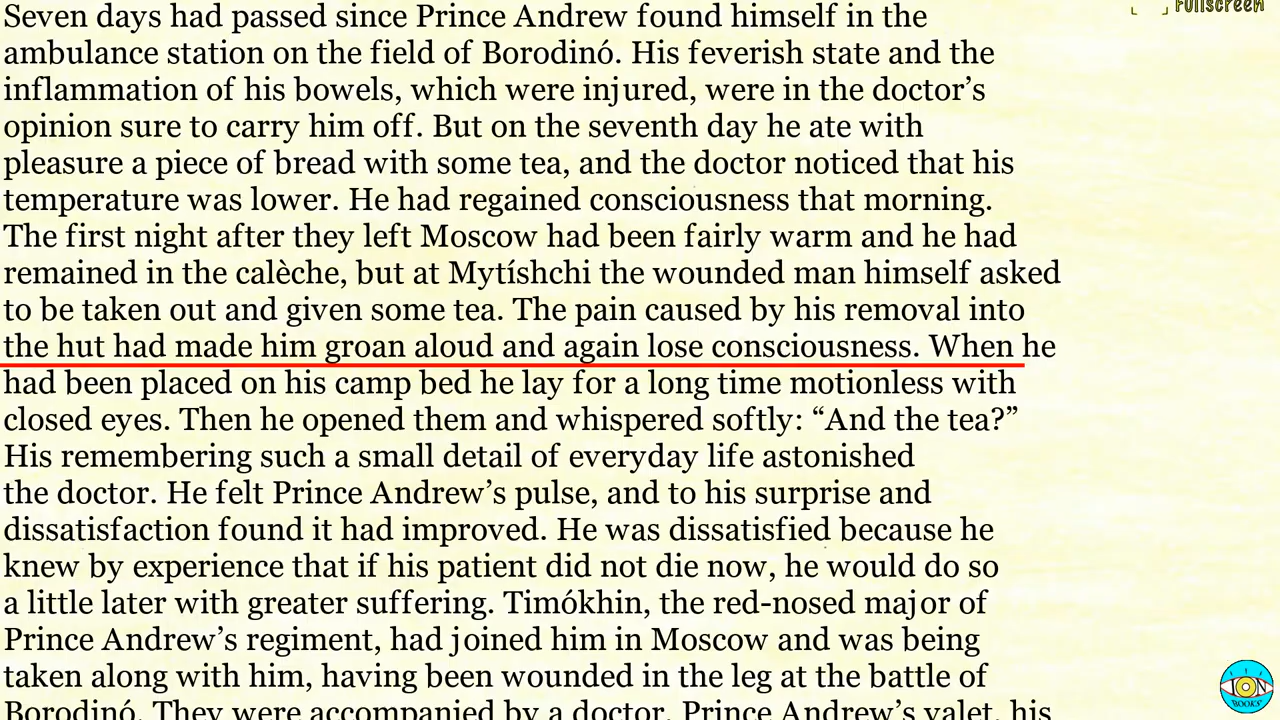 Fullscreen
Seven days had passed since Prince Andrew found himself in the
ambulance station on the field of Borodinó. His feverish state and the
inflammation of his bowels, which were injured, were in the doctor’s
opinion sure to carry him off. But on the seventh day he ate with
pleasure a piece of bread with some tea, and the doctor noticed that his
temperature was lower. He had regained consciousness that morning.
The first night after they left Moscow had been fairly warm and he had
remained in the calèche, but at Mytíshchi the wounded man himself asked
to be taken out and given some tea. The pain caused by his removal into
the hut had made him groan aloud and again lose consciousness. When he
had been placed on his camp bed he lay for a long time motionless with
closed eyes. Then he opened them and whispered softly: “And the tea?”
His remembering such a small detail of everyday life astonished
the doctor. He felt Prince Andrew’s pulse, and to his surprise and
dissatisfaction found it had improved. He was dissatisfied because he
knew by experience that if his patient did not die now, he would do so
a little later with greater suffering. Timókhin, the red-nosed major of
Prince Andrew’s regiment, had joined him in Moscow and was being
taken along with him, having been wounded in the leg at the battle of
Borodinó. They were accompanied by a doctor, Prince Andrew’s valet, his
ION
BOOKS